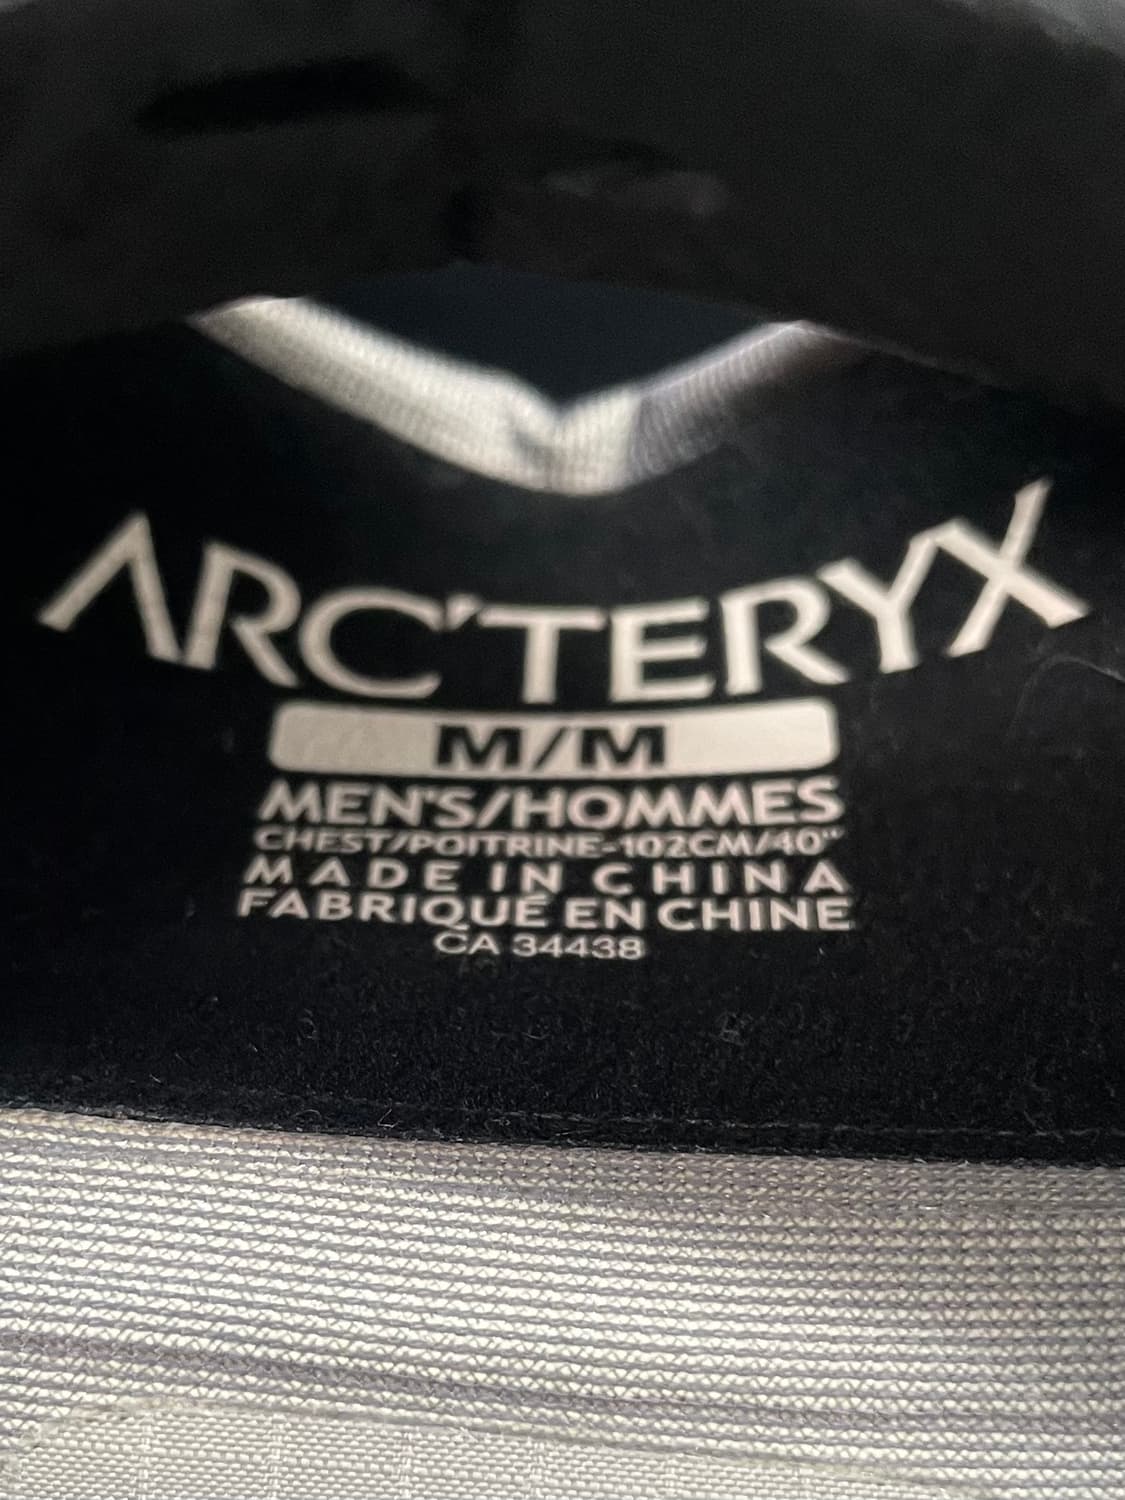 ARC'TERYX
M/M
MEN'S/HOMMES
CHEST/POITRINE-102CM/40"
MADE IN CHINA
FABRIQUÉ EN CHINE
CA 34438